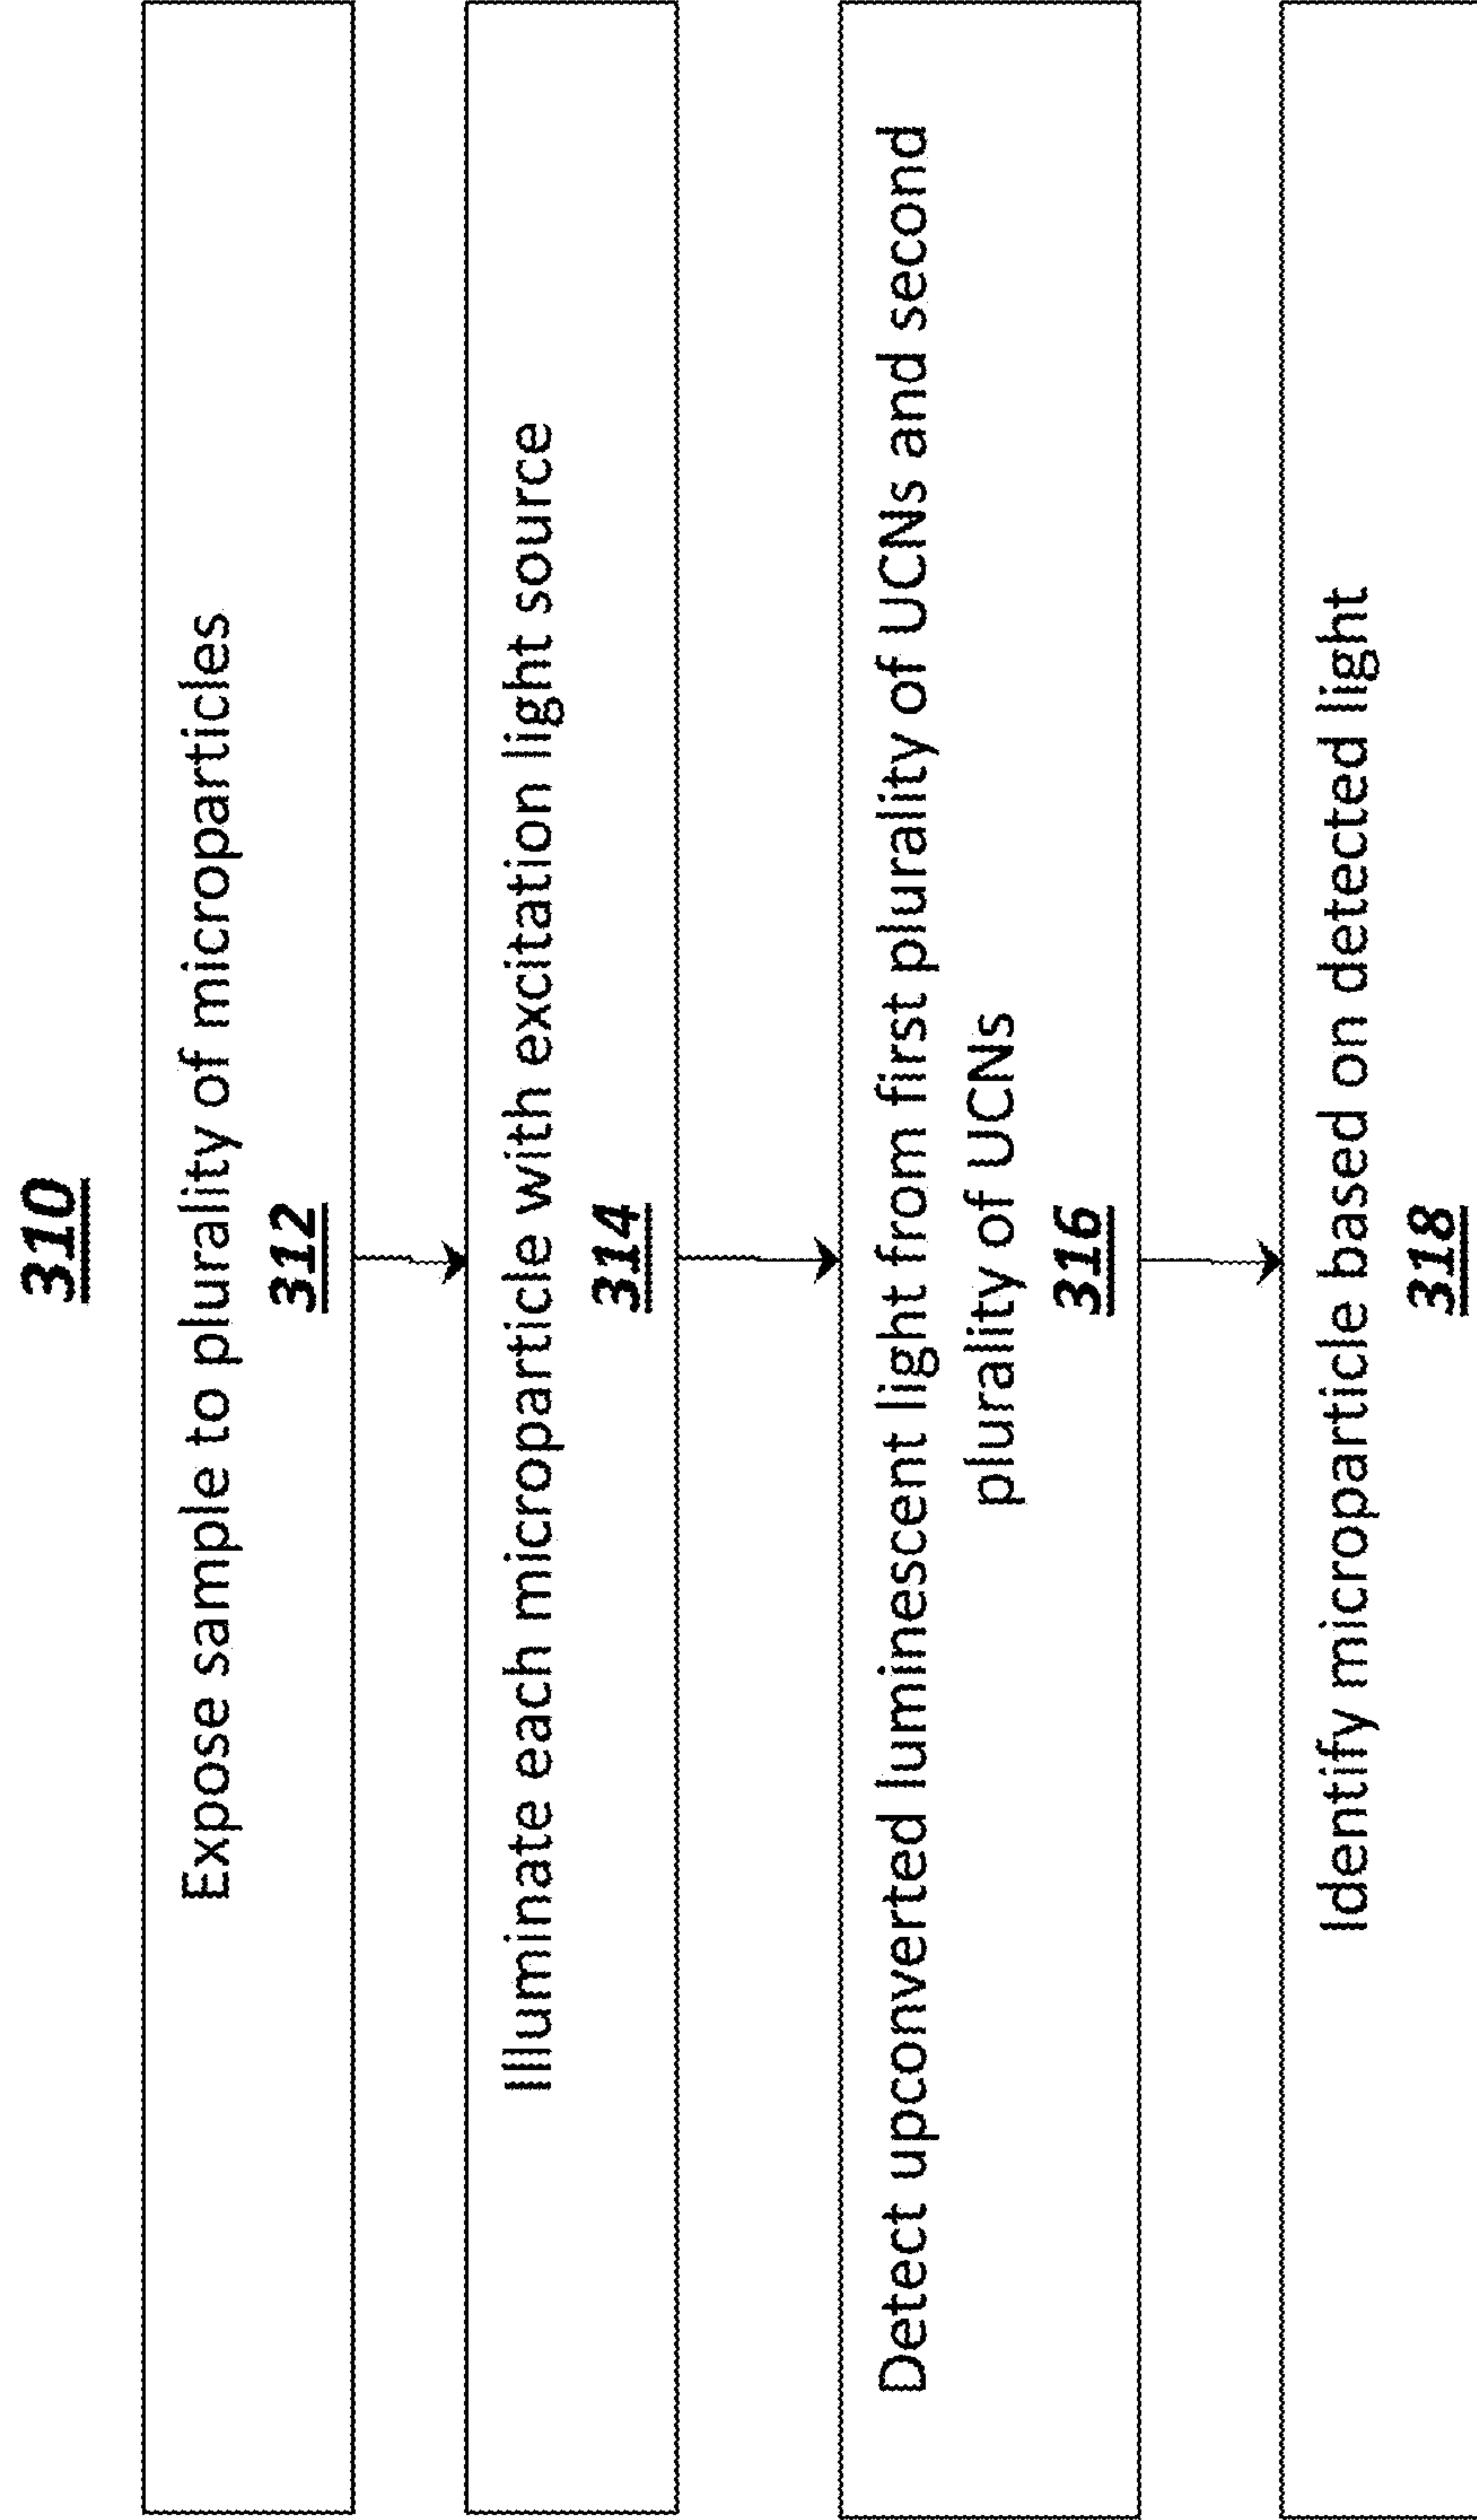 310
Expose sample to plurality of microparticles
312
Illuminate each microparticle with excitation light source
314
Detect upconverted luminescent light from first plurality of UCNs and second
plurality of UCNs
316
Identify microparticle based on detected light
318